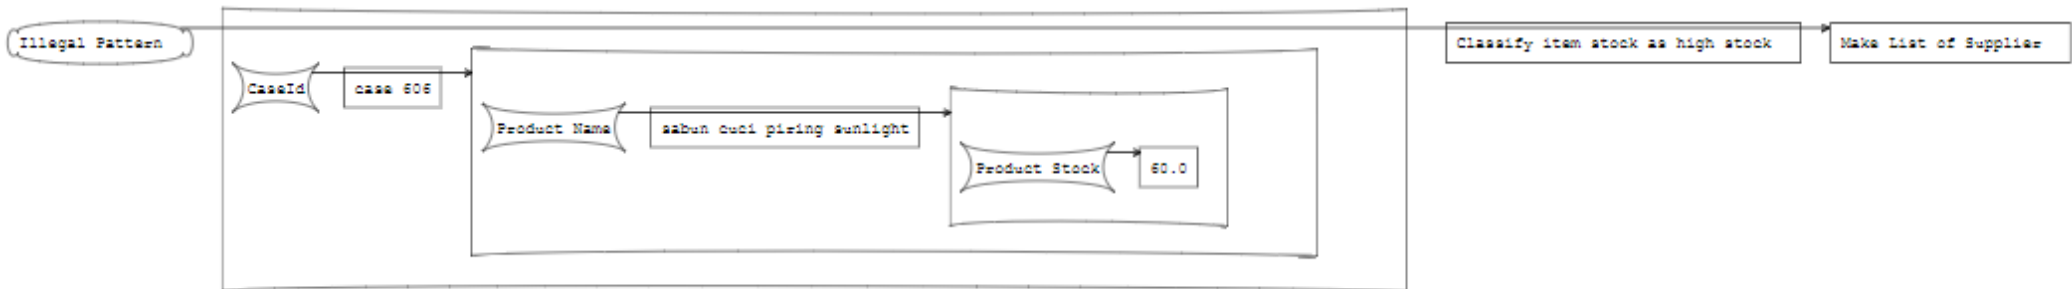 Illegal Pattern
Classify item stock as high stock
Make List of Supplier
CaseId
case 606
Product Name
sabun cuci piring sunlight
Product Stock
60.0